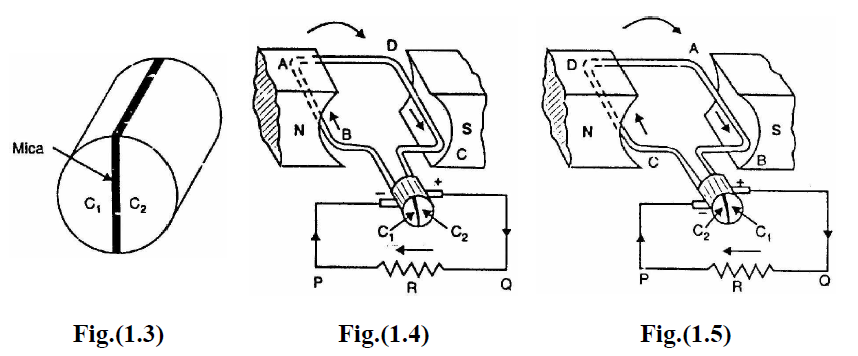 Mica
C₁ C₂
Fig.(1.3)
A D
N B S
C
− +
C₁ C₂
P R Q
Fig.(1.4)
D A
N S
C B
+
−
C₂ C₁
P R Q
Fig.(1.5)